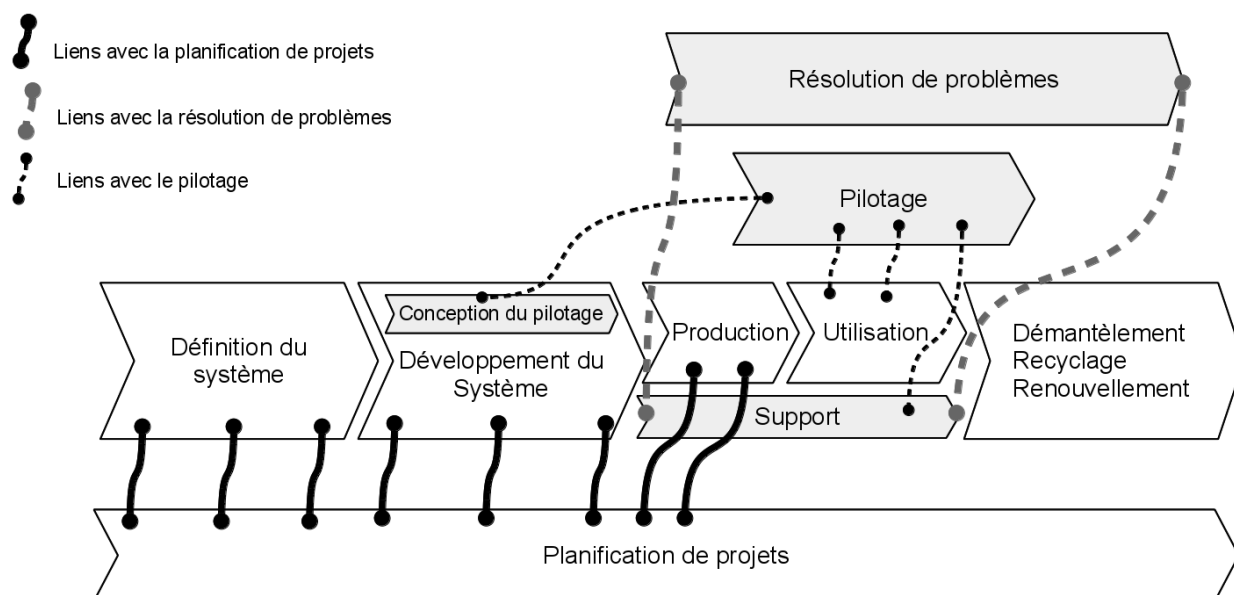 Liens avec la planification de projets
Liens avec la résolution de problèmes
Liens avec le pilotage
Résolution de problèmes
Pilotage
Définition du
système
Conception du pilotage
Développement du
Système
Production
Utilisation
Support
Démantèlement
Recyclage
Renouvellement
Planification de projets